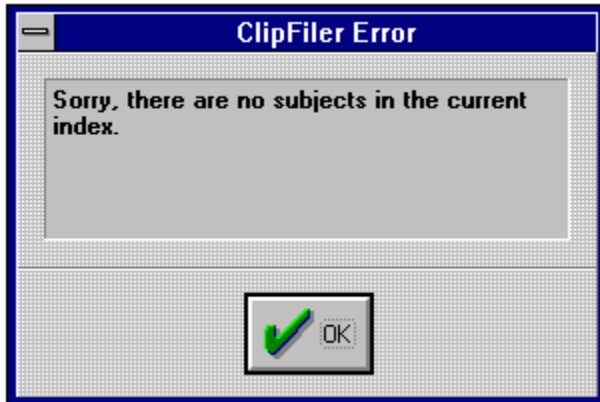 ClipFiler Error
Sorry, there are no subjects in the current
index.
OK